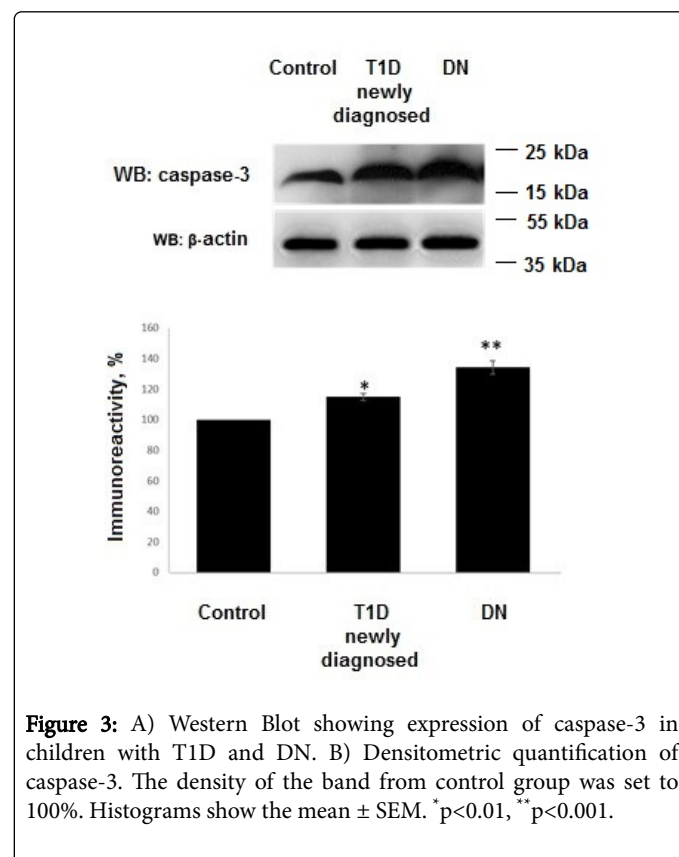 Control T1D newly diagnosed DN
25 kDa
WB: caspase-3
15 kDa
55 kDa
WB: β-actin
35 kDa
160
140
120
100
80
60
40
20
0
Immunoreactivity, %
*
**
Control T1D newly diagnosed DN
Figure 3: A) Western Blot showing expression of caspase-3 in
children with T1D and DN. B) Densitometric quantification of
caspase-3. The density of the band from control group was set to
100%. Histograms show the mean ± SEM. *p<0.01, **p<0.001.